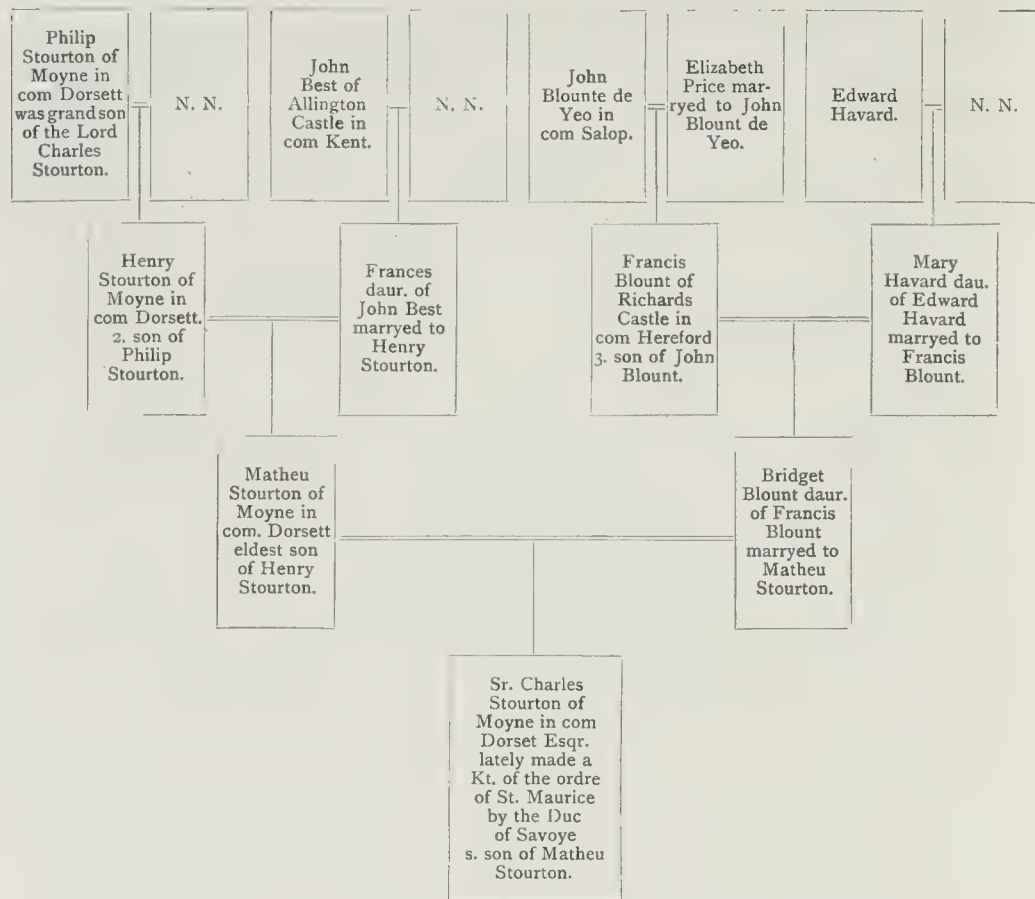 Philip
Stourton of
Moyne in
com Dorsett
was grandson
of the Lord
Charles
Stourton.
N. N.
John
Best of
Allington
Castle in
com Kent.
N. N.
John
Blounte de
Yeo in
com Salop.
Elizabeth
Price mar-
ryed to John
Blount de
Yeo.
Edward
Havard.
N. N.
Henry
Stourton of
Moyne in
com Dorsett.
2. son of
Philip
Stourton.
Frances
daur. of
John Best
marryed to
Henry
Stourton.
Francis
Blount of
Richards
Castle in
com Hereford
3. son of John
Blount.
Mary
Havard dau.
of Edward
Havard
marryed to
Francis
Blount.
Matheu
Stourton of
Moyne in
com. Dorsett
eldest son
of Henry
Stourton.
Bridget
Blount daur.
of Francis
Blount
marryed to
Matheu
Stourton.
Sr. Charles
Stourton of
Moyne in com
Dorset Esqr.
lately made a
Kt. of the ordre
of St. Maurice
by the Duc
of Savoye
s. son of Matheu
Stourton.